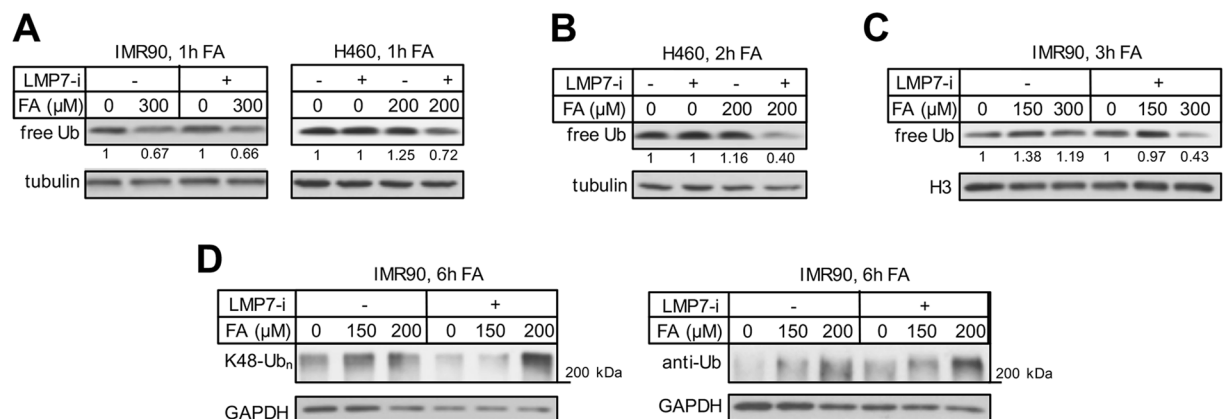 A
IMR90, 1h FA
LMP7-i - +
FA (µM) 0 300 0 300
free Ub
1 0.67 1 0.66
tubulin
H460, 1h FA
- + - +
0 0 200 200
1 1 1.25 0.72
B
H460, 2h FA
LMP7-i - + - +
FA (µM) 0 0 200 200
free Ub
1 1 1.16 0.40
tubulin
C
IMR90, 3h FA
LMP7-i - +
FA (µM) 0 150 300 0 150 300
free Ub
1 1.38 1.19 1 0.97 0.43
H3
D
IMR90, 6h FA
LMP7-i - +
FA (µM) 0 150 200 0 150 200
K48-Ubn
200 kDa
GAPDH
IMR90, 6h FA
LMP7-i - +
FA (µM) 0 150 200 0 150 200
anti-Ub
200 kDa
GAPDH